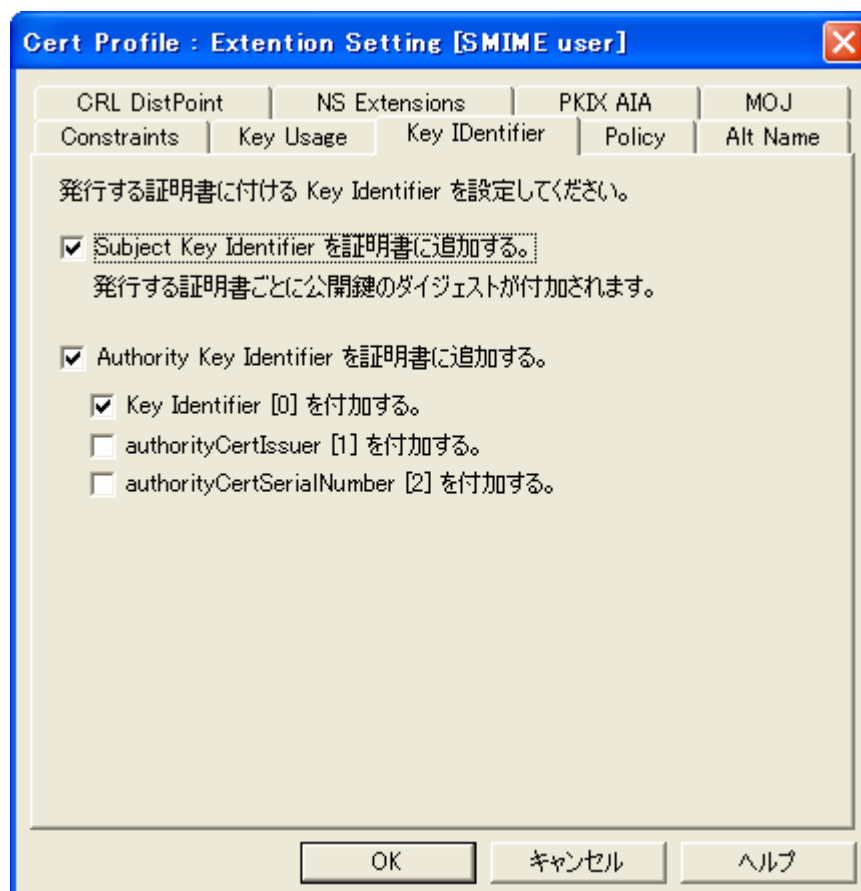 Cert Profile : Extention Setting [SMIME user]
CRL DistPoint NS Extensions PKIX AIA MOJ
Constraints Key Usage Key IDentifier Policy Alt Name
発行する証明書に付ける Key Identifier を設定してください。
Subject Key Identifier を証明書に追加する。
発行する証明書ごとに公開鍵のダイジェストが付加されます。
Authority Key Identifier を証明書に追加する。
Key Identifier [0] を付加する。
authorityCertIssuer [1] を付加する。
authorityCertSerialNumber [2] を付加する。
OK キャンセル ヘルプ